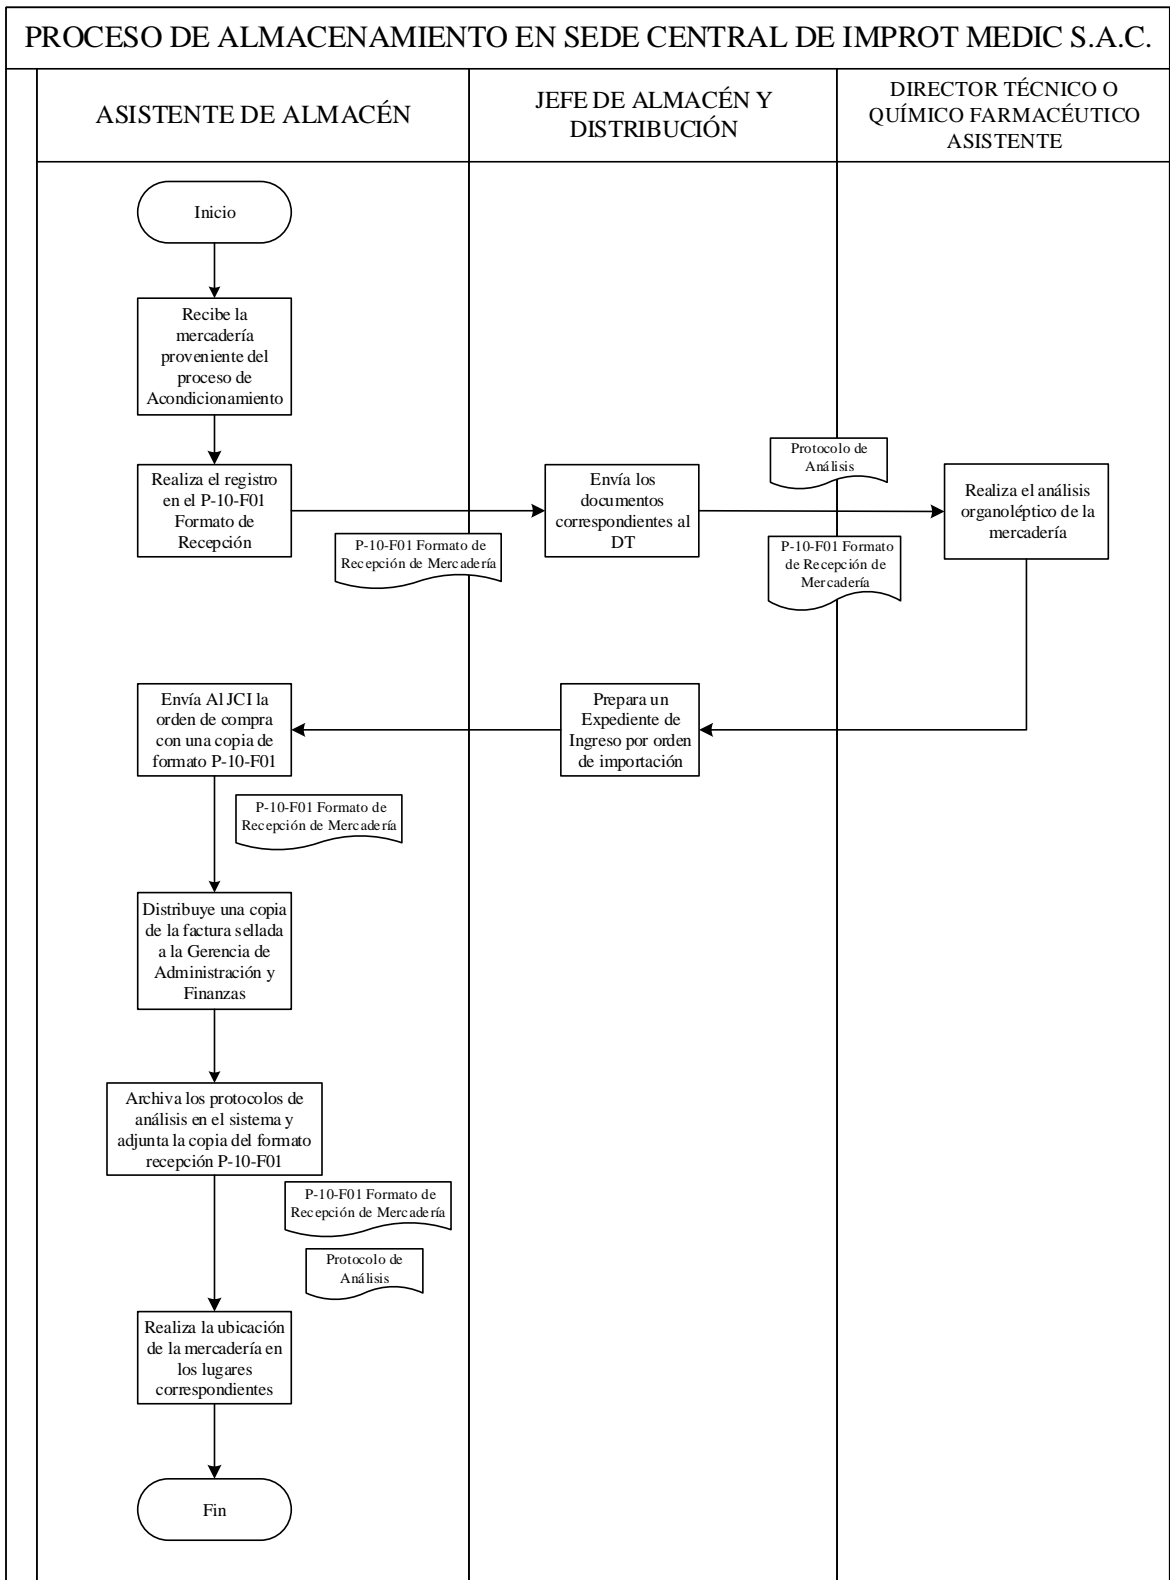 PROCESO DE ALMACENAMIENTO EN SEDE CENTRAL DE IMPROT MEDIC S.A.C.
ASISTENTE DE ALMACÉN
JEFE DE ALMACÉN Y
DISTRIBUCIÓN
DIRECTOR TÉCNICO O
QUÍMICO FARMACÉUTICO
ASISTENTE
Inicio
Recibe la
mercadería
proveniente del
proceso de
Acondicionamiento
Realiza el registro
en el P-10-F01
Formato de
Recepción
P-10-F01 Formato de
Recepción de Mercadería
Envía los
documentos
correspondientes al
DT
Protocolo de
Análisis
P-10-F01 Formato
de Recepción de
Mercadería
Realiza el análisis
organoléptico de la
mercadería
Prepara un
Expediente de
Ingreso por orden
de importación
Envía Al JCI la
orden de compra
con una copia de
formato P-10-F01
P-10-F01 Formato de
Recepción de Mercadería
Distribuye una copia
de la factura sellada
a la Gerencia de
Administración y
Finanzas
Archiva los protocolos de
análisis en el sistema y
adjunta la copia del formato
recepción P-10-F01
P-10-F01 Formato de
Recepción de Mercadería
Protocolo de
Análisis
Realiza la ubicación
de la mercadería en
los lugares
correspondientes
Fin